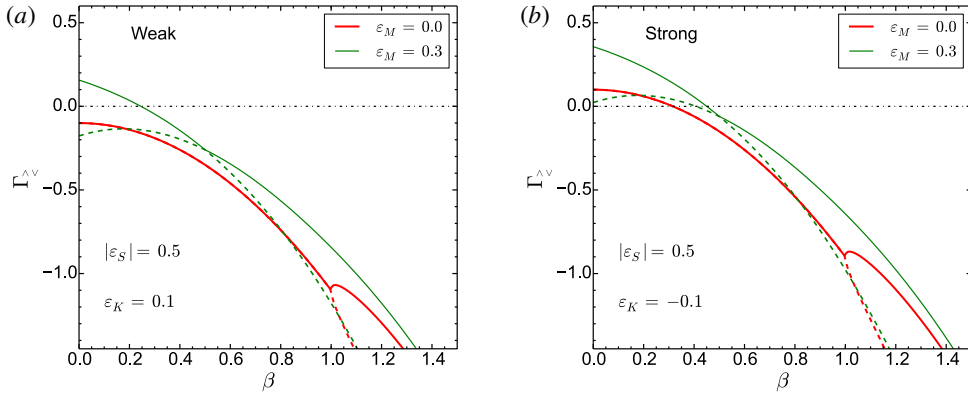 (a)
Weak
ε_M = 0.0
ε_M = 0.3
0.5
0.0
−0.5
−1.0
Γ^∧∨
|ε_S| = 0.5
ε_K = 0.1
0.0 0.2 0.4 0.6 0.8 1.0 1.2 1.4
β
(b)
Strong
ε_M = 0.0
ε_M = 0.3
0.5
0.0
−0.5
−1.0
Γ^∧∨
|ε_S| = 0.5
ε_K = −0.1
0.0 0.2 0.4 0.6 0.8 1.0 1.2 1.4
β